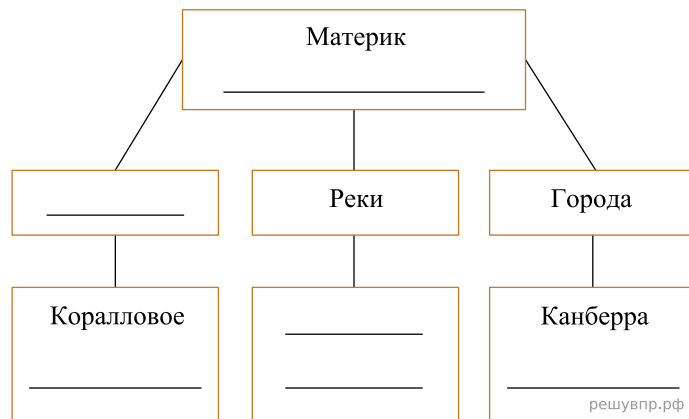 Материк
Реки
Города
Коралловое
Канберра
решувпр.рф